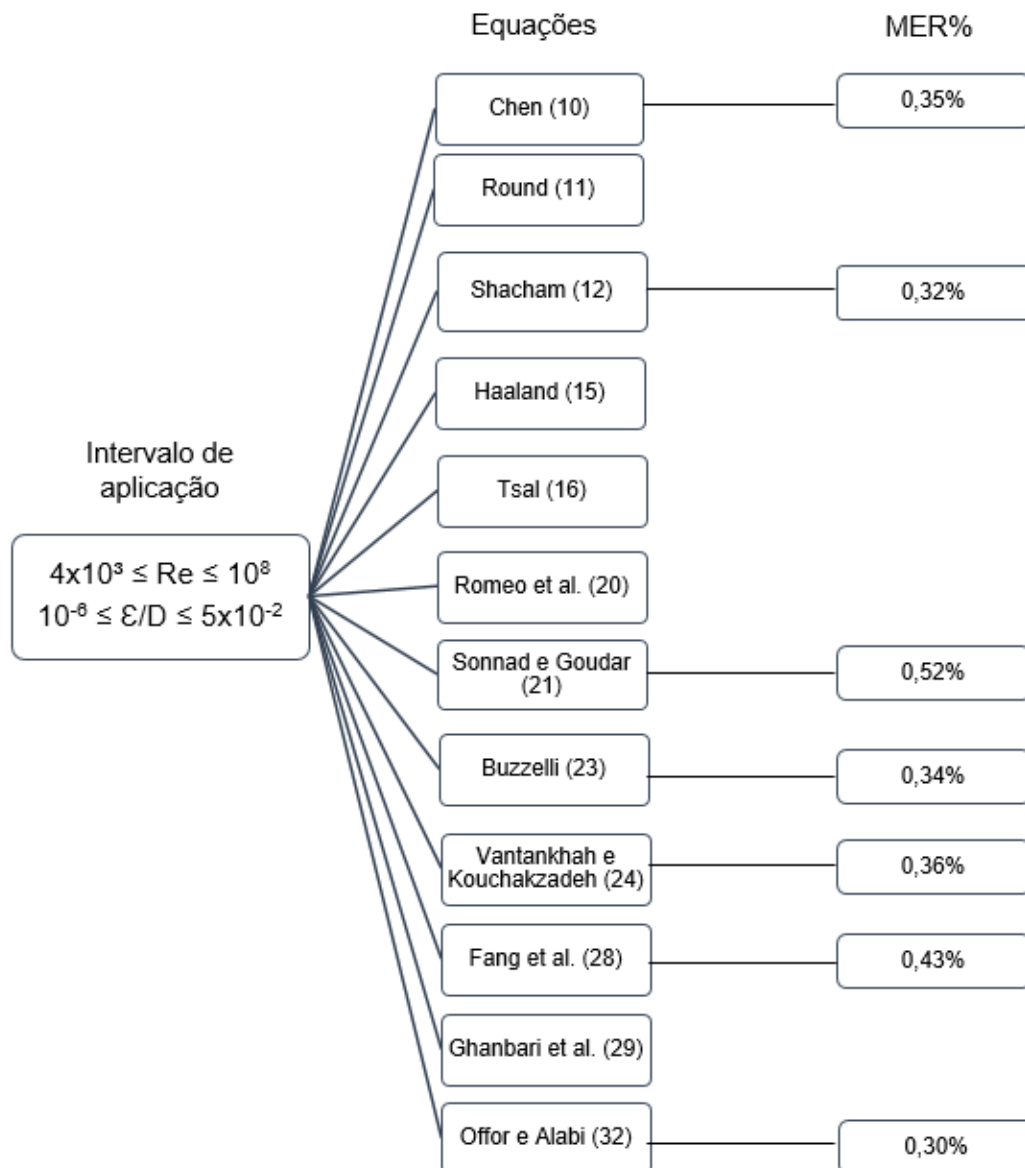 Equações
MER%
Chen (10)
0,35%
Round (11)
Shacham (12)
0,32%
Haaland (15)
Intervalo de
aplicação
Tsal (16)
4x10³ ≤ Re ≤ 10⁸
10⁻⁶ ≤ Ɛ/D ≤ 5x10⁻²
Romeo et al. (20)
Sonnad e Goudar
(21)
0,52%
Buzzelli (23)
0,34%
Vantankhah e
Kouchakzadeh (24)
0,36%
Fang et al. (28)
0,43%
Ghanbari et al. (29)
Offor e Alabi (32)
0,30%